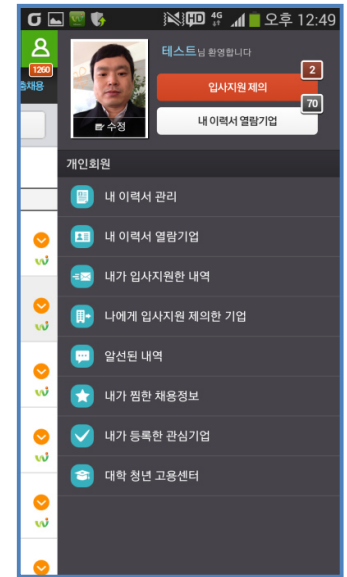 4G 오후 12:49
1260
총채용
테스트님 환영합니다
2
입사지원 제의
70
내 이력서 열람기업
수정
개인회원
내 이력서 관리
내 이력서 열람기업
내가 입사지원한 내역
나에게 입사지원 제의한 기업
알선된 내역
내가 찜한 채용정보
내가 등록한 관심기업
대학 청년 고용센터